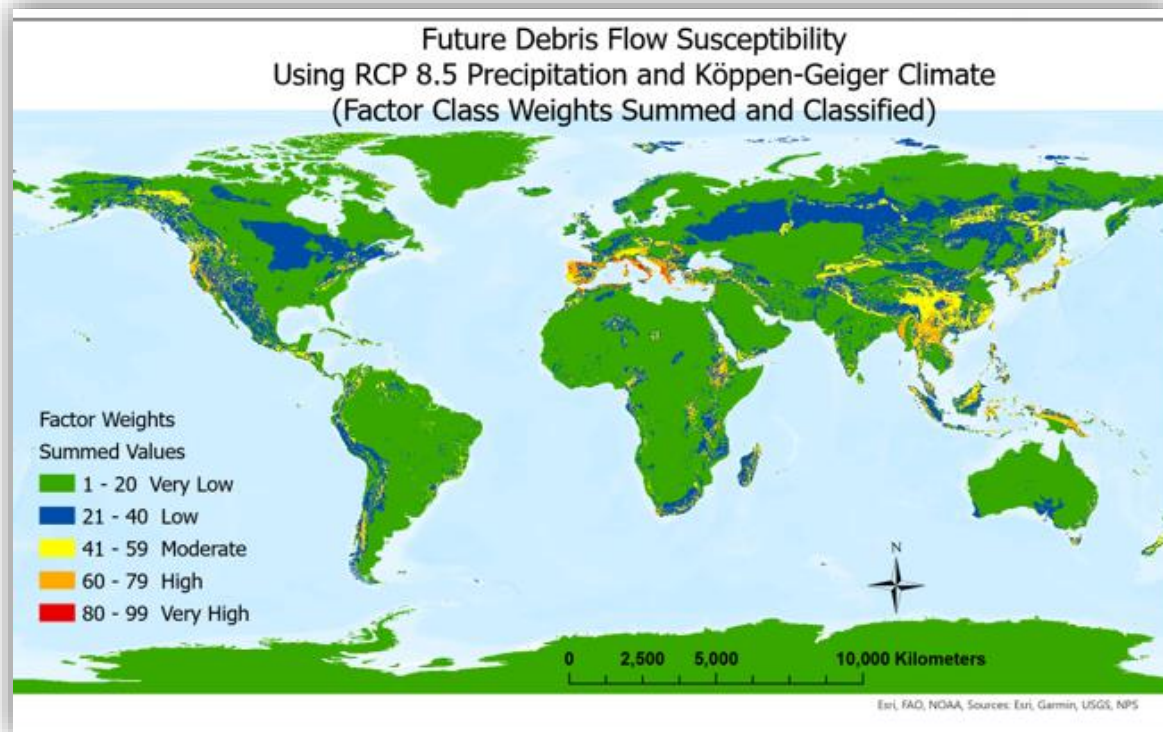 Future Debris Flow Susceptibility
Using RCP 8.5 Precipitation and Köppen-Geiger Climate
(Factor Class Weights Summed and Classified)
Factor Weights
Summed Values
1 - 20 Very Low
21 - 40 Low
41 - 59 Moderate
60 - 79 High
80 - 99 Very High
N
0 2,500 5,000 10,000 Kilometers
Esri, FAO, NOAA, Sources: Esri, Garmin, USGS, NPS